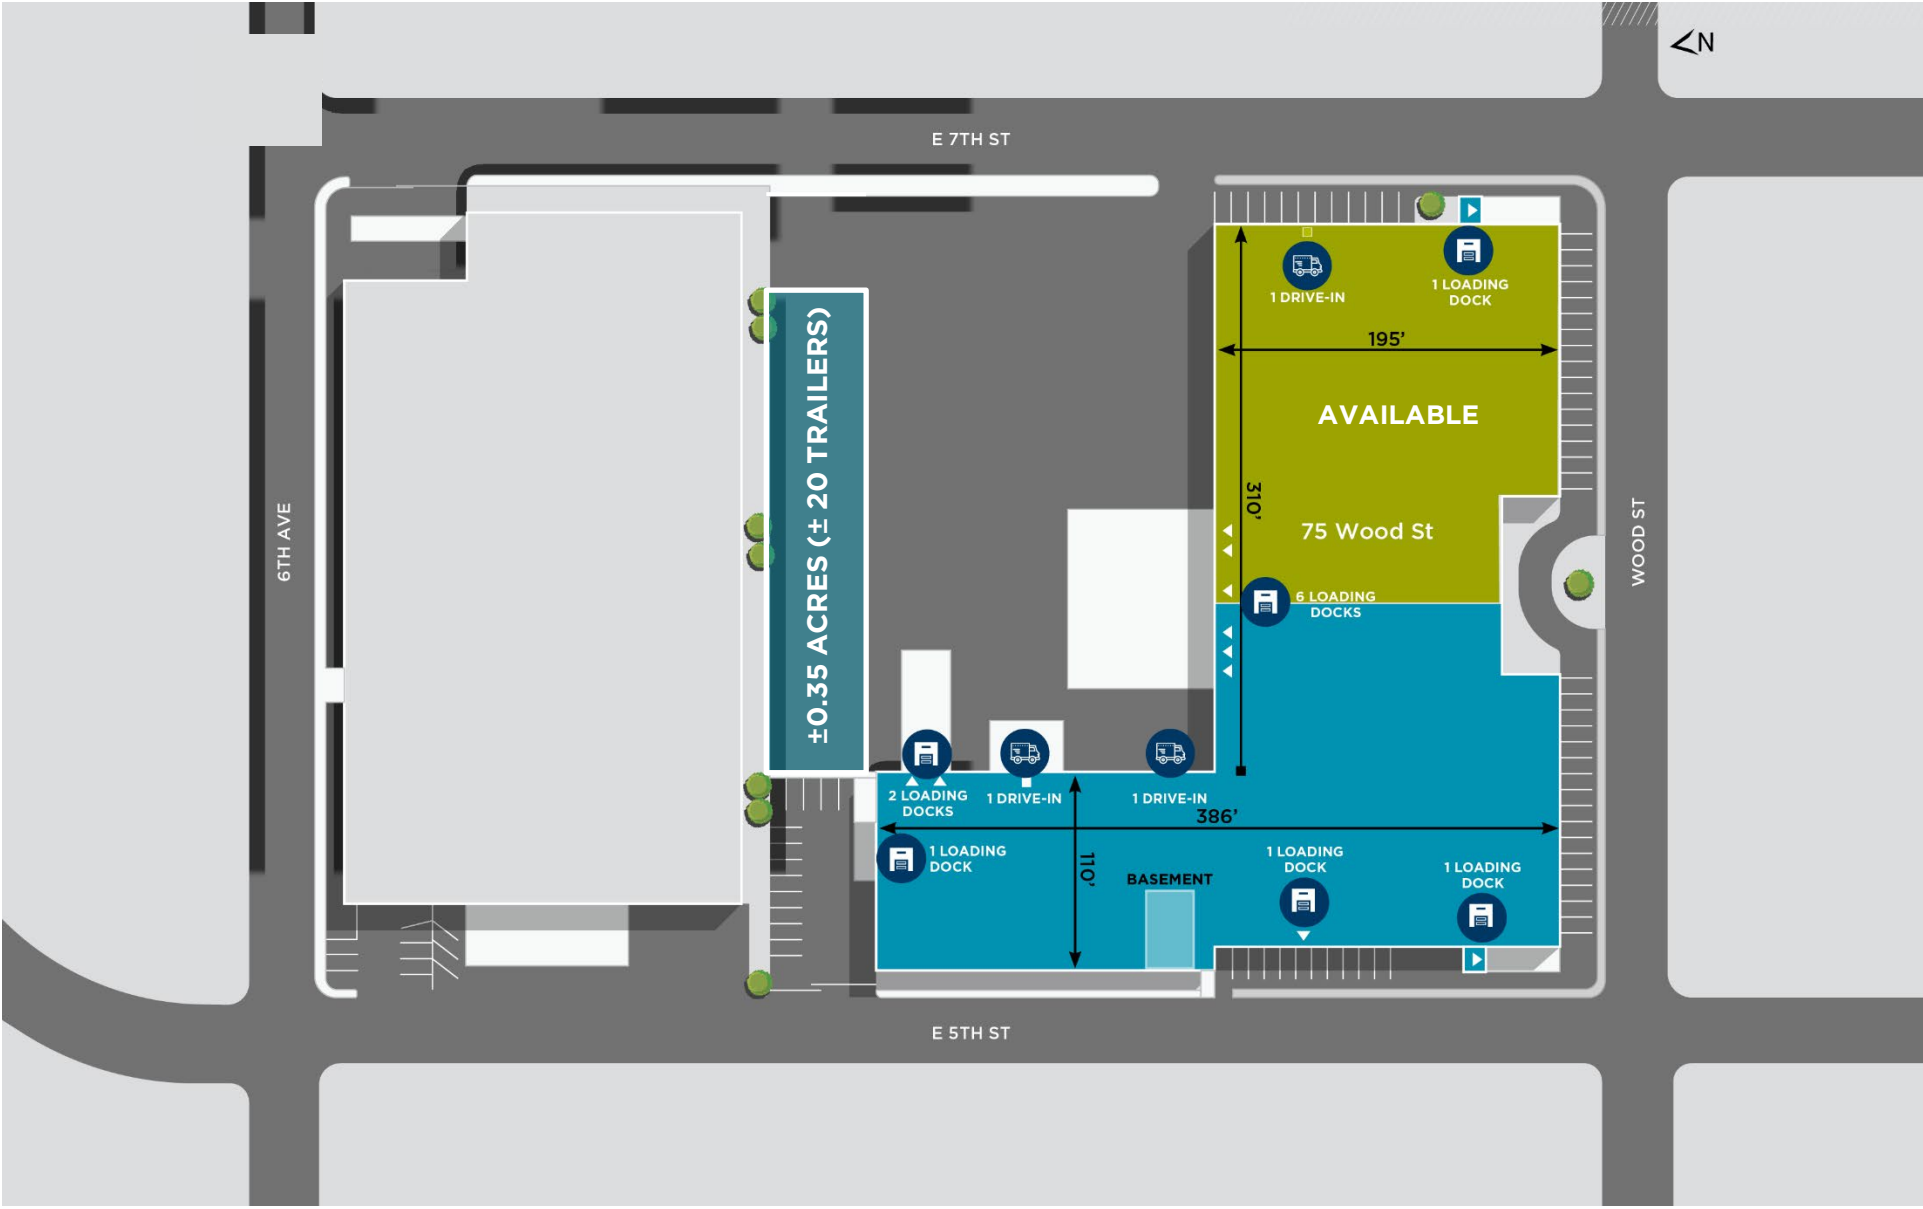 N
E 7TH ST
1 DRIVE-IN
1 LOADING
DOCK
195’
AVAILABLE
310’
75 Wood St
6 LOADING
DOCKS
WOOD ST
6TH AVE
±0.35 ACRES (± 20 TRAILERS)
2 LOADING
DOCKS
1 DRIVE-IN
1 DRIVE-IN
386’
110’
1 LOADING
DOCK
BASEMENT
1 LOADING
DOCK
1 LOADING
DOCK
E 5TH ST